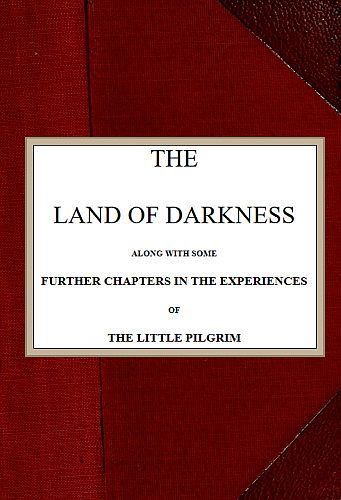 THE
LAND OF DARKNESS
ALONG WITH SOME
FURTHER CHAPTERS IN THE EXPERIENCES
OF
THE LITTLE PILGRIM